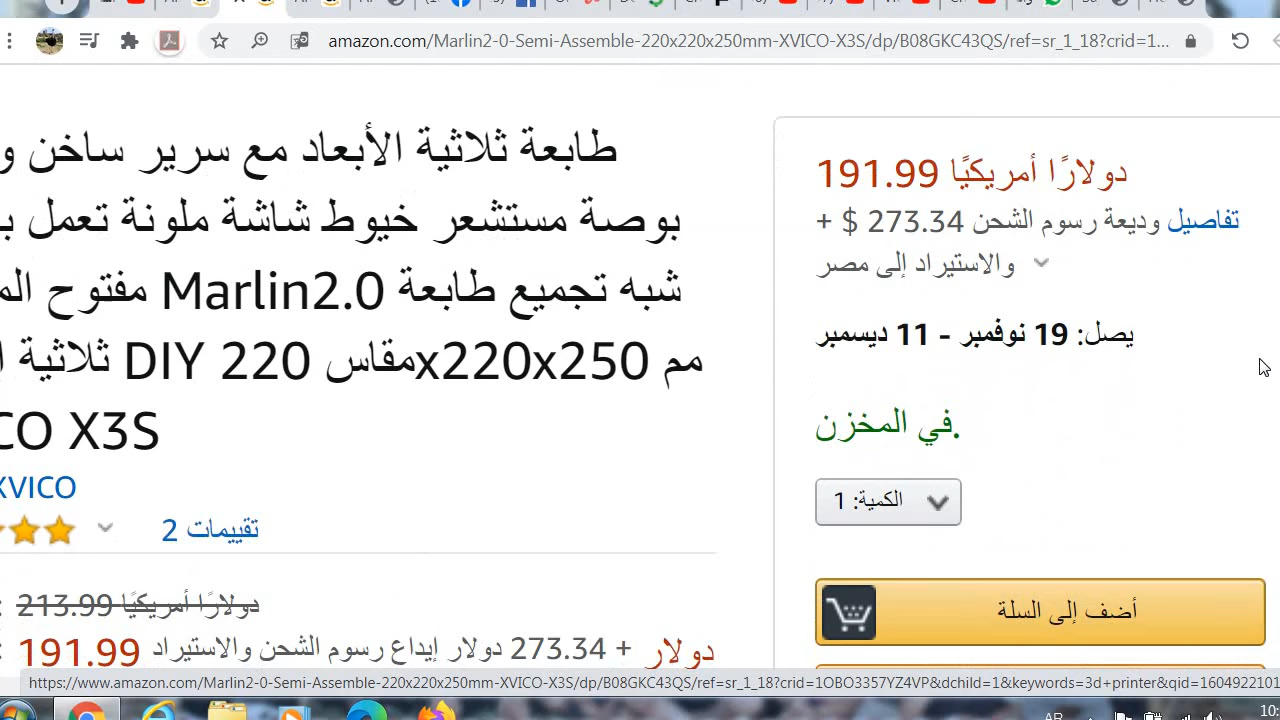 amazon.com/Marlin2-0-Semi-Assemble-220x220x250mm-XVICO-X3S/dp/B08GKC43QS/ref=sr_1_18?crid=1...
طابعة ثلاثية الأبعاد مع سرير ساخن و
بوصة مستشعر خيوط شاشة ملونة تعمل ب
شبه تجميع طابعة Marlin2.0 مفتوح الم
مم x220x250مقاس DIY 220 ثلاثية
CO X3S
XVICO
2 تقييمات
213.99 دولارًا أمريكيًا
191.99 دولار + 273.34 دولار إيداع رسوم الشحن والاستيراد
191.99 دولارًا أمريكيًا
+ $ 273.34 وديعة رسوم الشحن تفاصيل
والاستيراد إلى مصر
يصل: 19 نوفمبر - 11 ديسمبر
في المخزن.
الكمية: 1
أضف إلى السلة
https://www.amazon.com/Marlin2-0-Semi-Assemble-220x220x250mm-XVICO-X3S/dp/B08GKC43QS/ref=sr_1_18?crid=1OBO3357YZ4VP&dchild=1&keywords=3d+printer&qid=1604922101
AR
10: